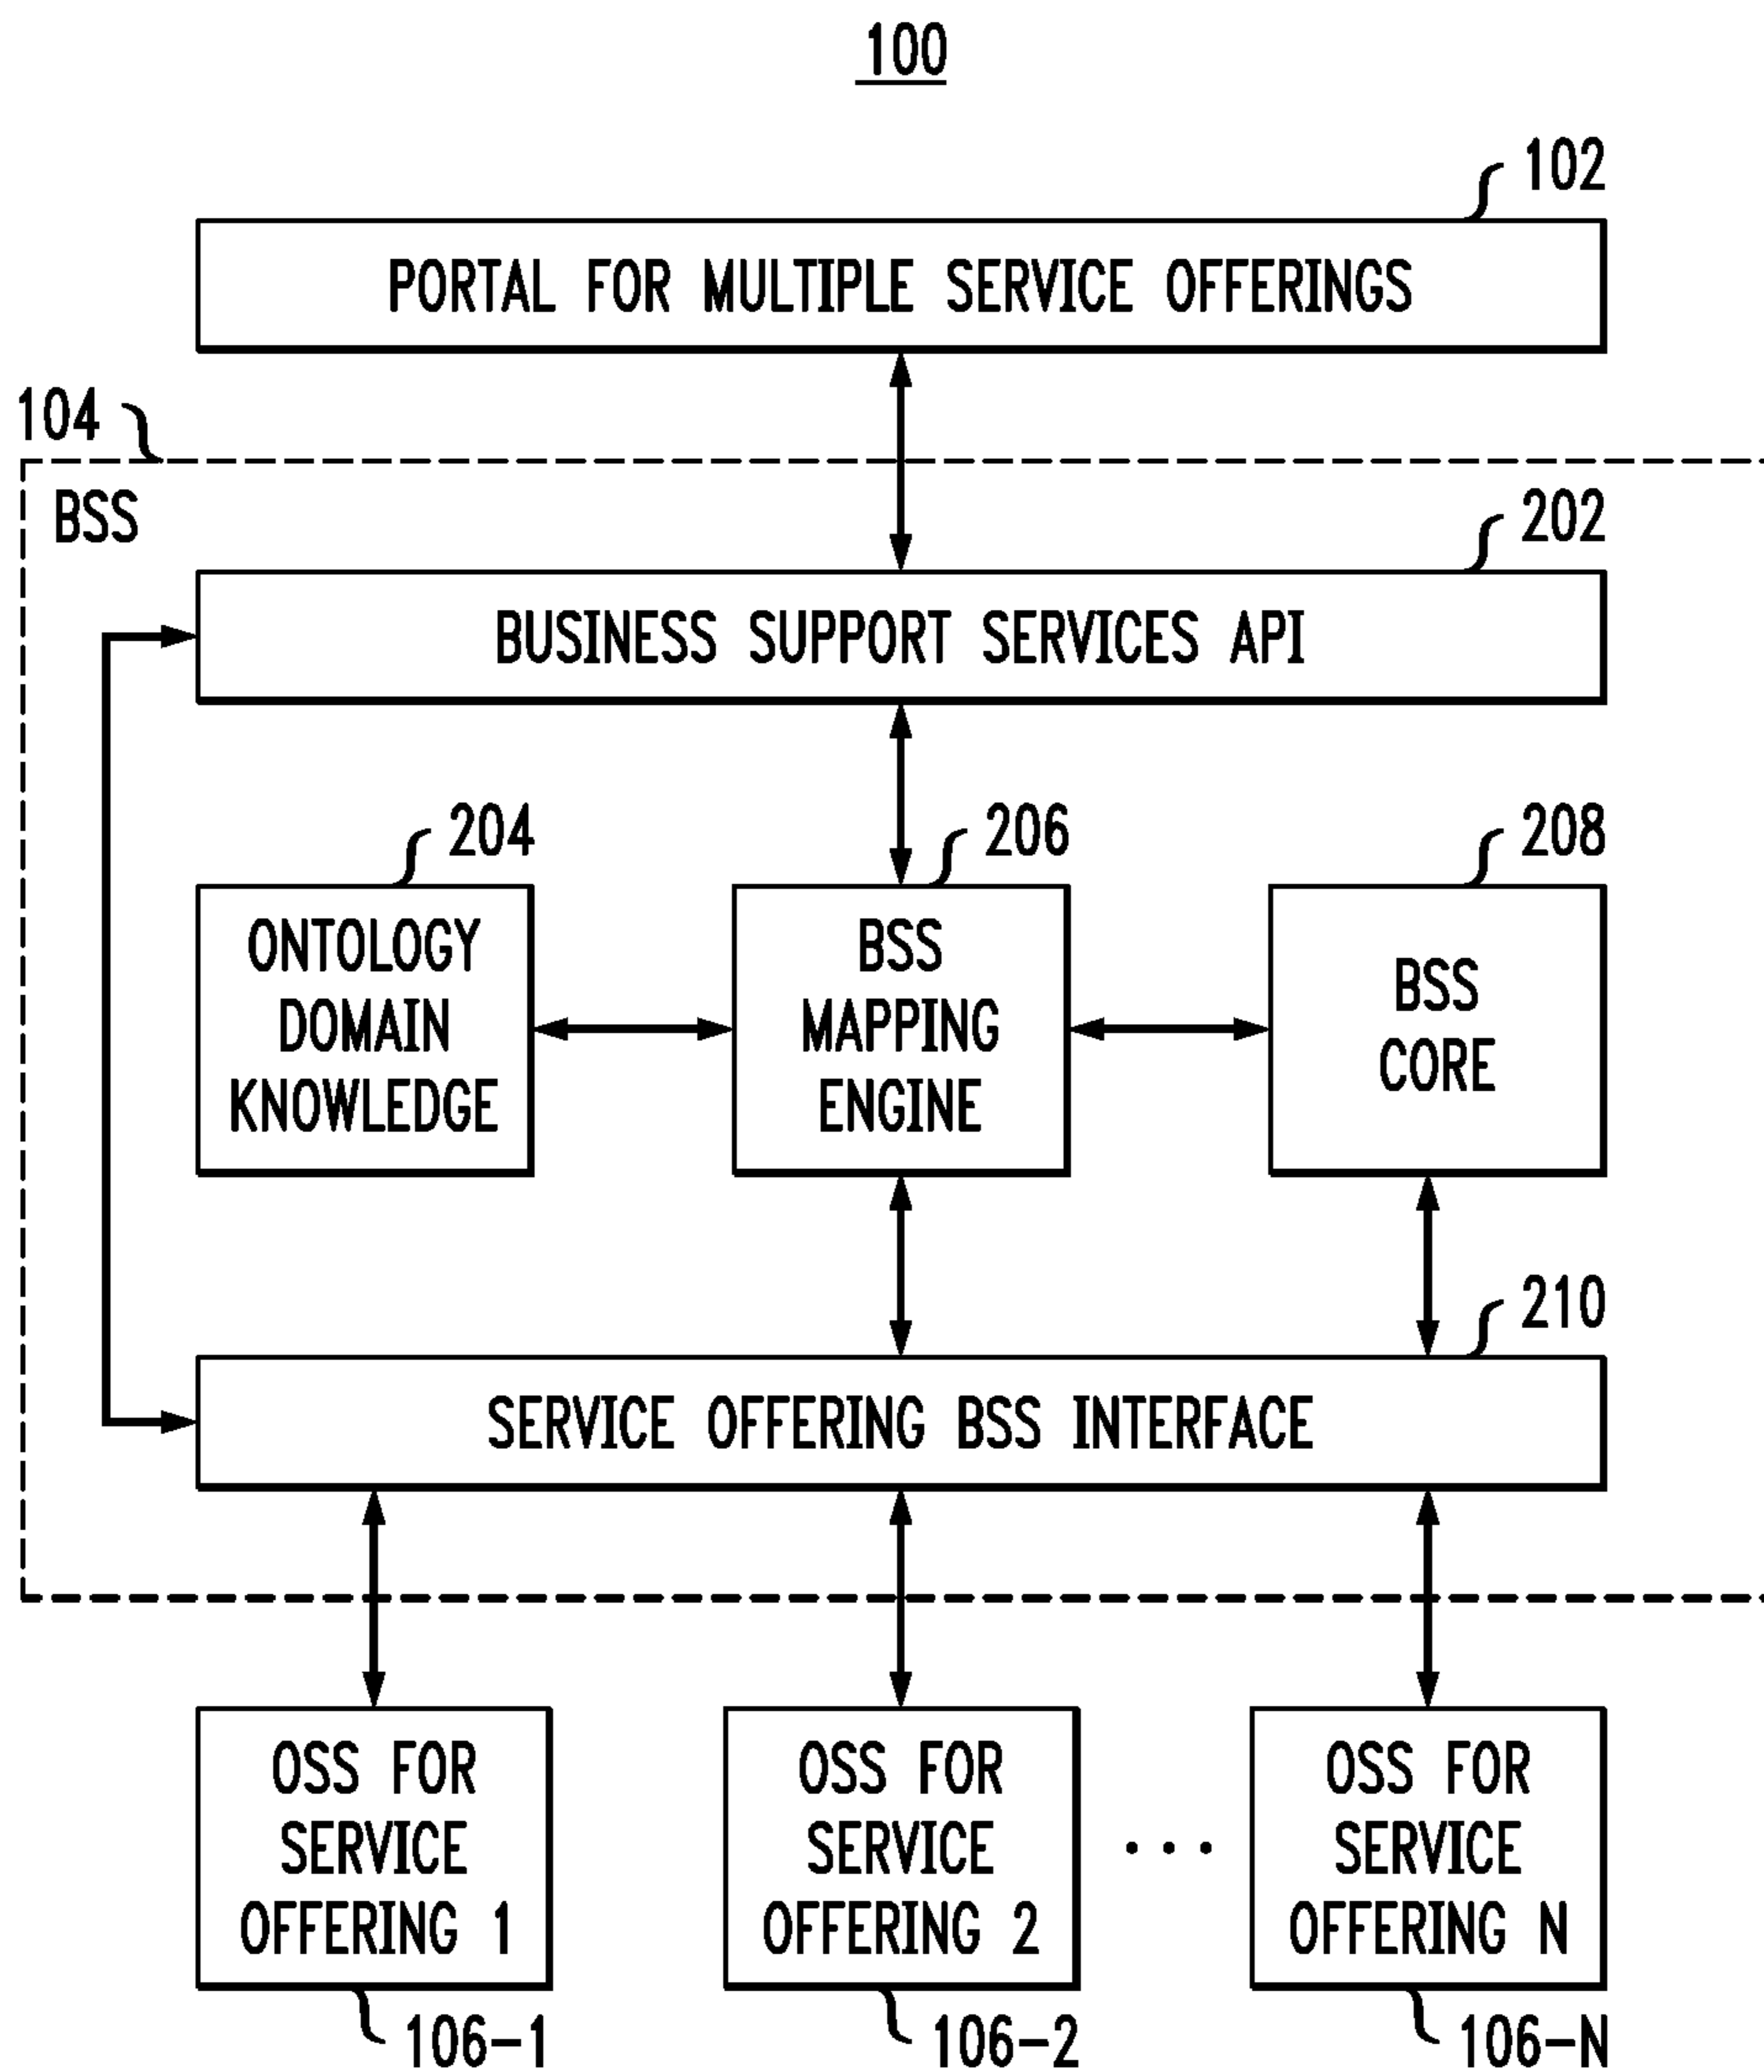 100
102
PORTAL FOR MULTIPLE SERVICE OFFERINGS
104
BSS
202
BUSINESS SUPPORT SERVICES API
204
206
208
ONTOLOGY
DOMAIN
KNOWLEDGE
BSS
MAPPING
ENGINE
BSS
CORE
210
SERVICE OFFERING BSS INTERFACE
OSS FOR
SERVICE
OFFERING 1
OSS FOR
SERVICE
OFFERING 2
...
OSS FOR
SERVICE
OFFERING N
106-1
106-2
106-N